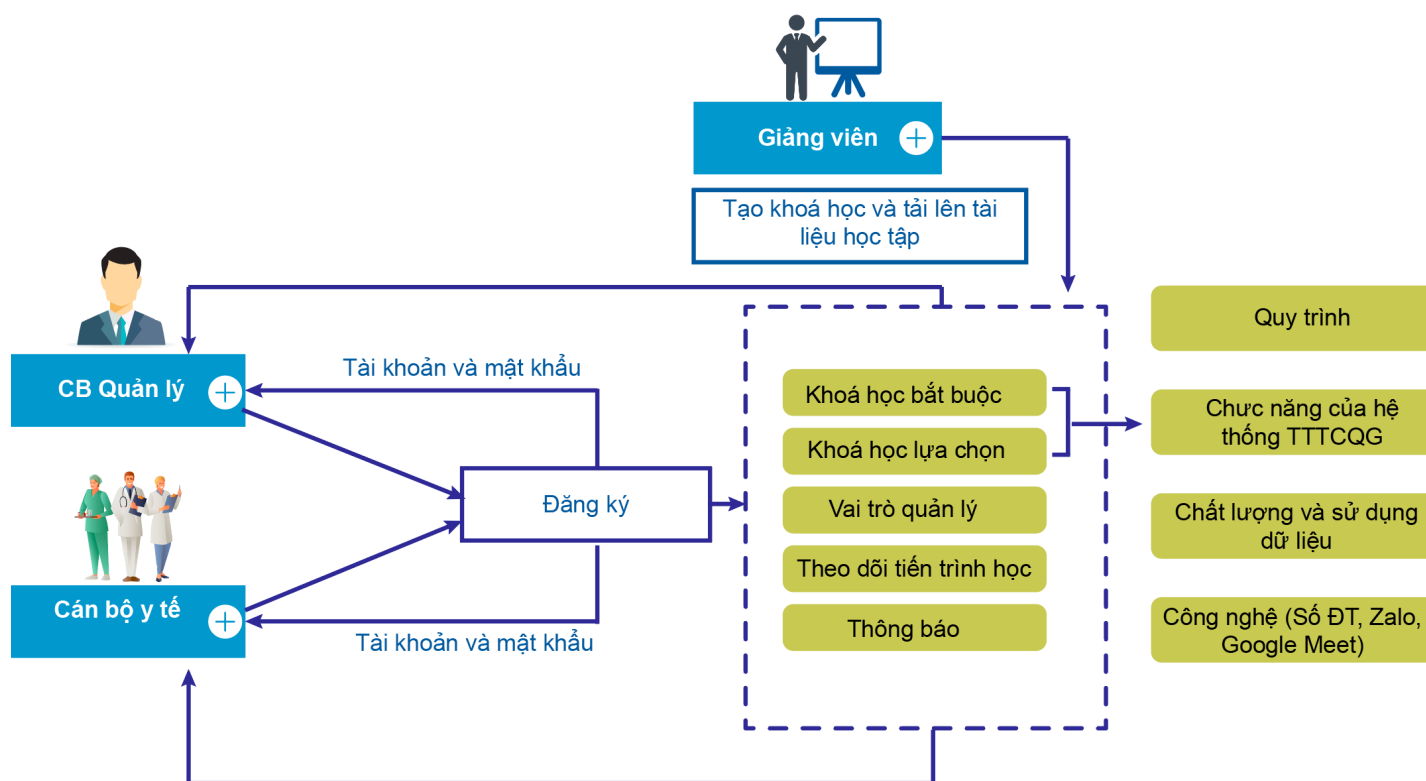 Giảng viên
Tạo khoá học và tải lên tài
liệu học tập
CB Quản lý
Tài khoản và mật khẩu
Đăng ký
Cán bộ y tế
Tài khoản và mật khẩu
Khoá học bắt buộc
Khoá học lựa chọn
Vai trò quản lý
Theo dõi tiến trình học
Thông báo
Quy trình
Chưc năng của hệ
thống TTTCQG
Chất lượng và sử dụng
dữ liệu
Công nghệ (Số ĐT, Zalo,
Google Meet)